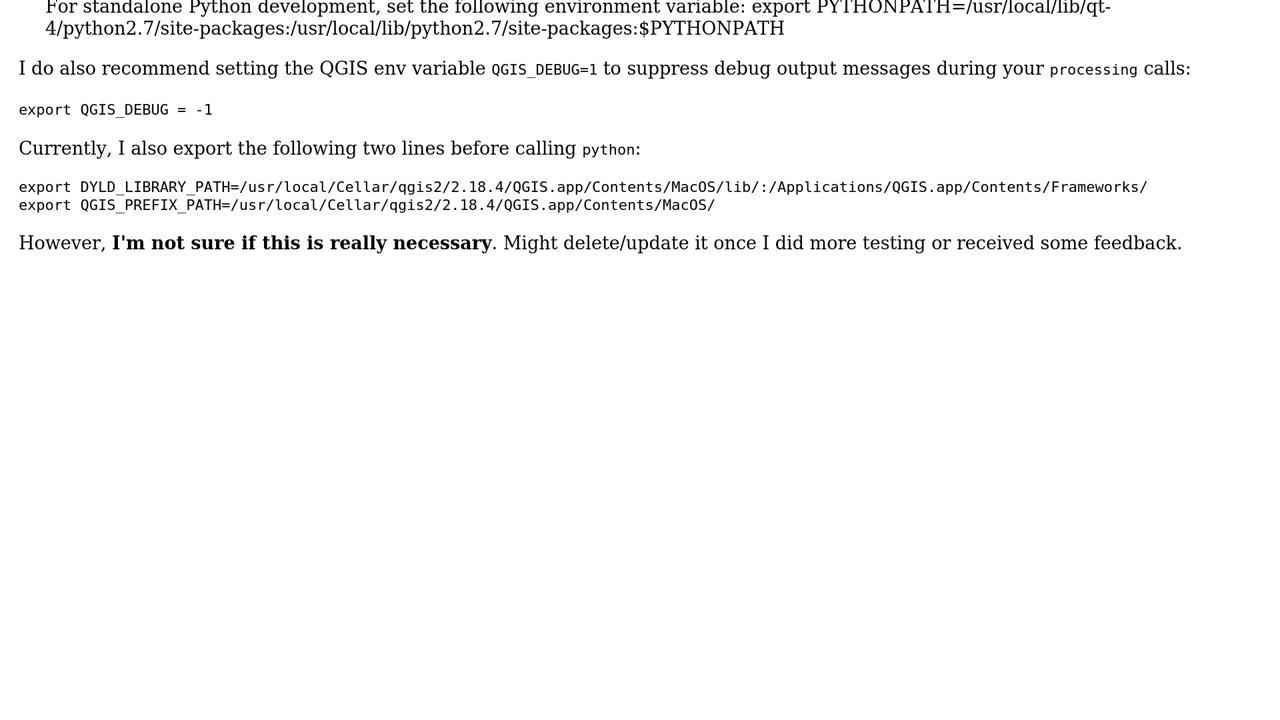 For standalone Python development, set the following environment variable: export PYTHONPATH=/usr/local/lib/qt-
4/python2.7/site-packages:/usr/local/lib/python2.7/site-packages:$PYTHONPATH
I do also recommend setting the QGIS env variable QGIS_DEBUG=1 to suppress debug output messages during your processing calls:
export QGIS_DEBUG = -1
Currently, I also export the following two lines before calling python:
export DYLD_LIBRARY_PATH=/usr/local/Cellar/qgis2/2.18.4/QGIS.app/Contents/MacOS/lib/:/Applications/QGIS.app/Contents/Frameworks/
export QGIS_PREFIX_PATH=/usr/local/Cellar/qgis2/2.18.4/QGIS.app/Contents/MacOS/
However, I'm not sure if this is really necessary. Might delete/update it once I did more testing or received some feedback.